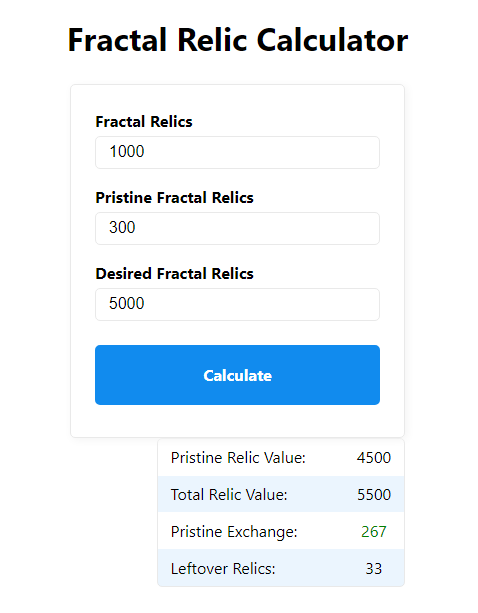 Fractal Relic Calculator
Fractal Relics
1000
Pristine Fractal Relics
300
Desired Fractal Relics
5000
Calculate
Pristine Relic Value: 4500
Total Relic Value: 5500
Pristine Exchange: 267
Leftover Relics: 33